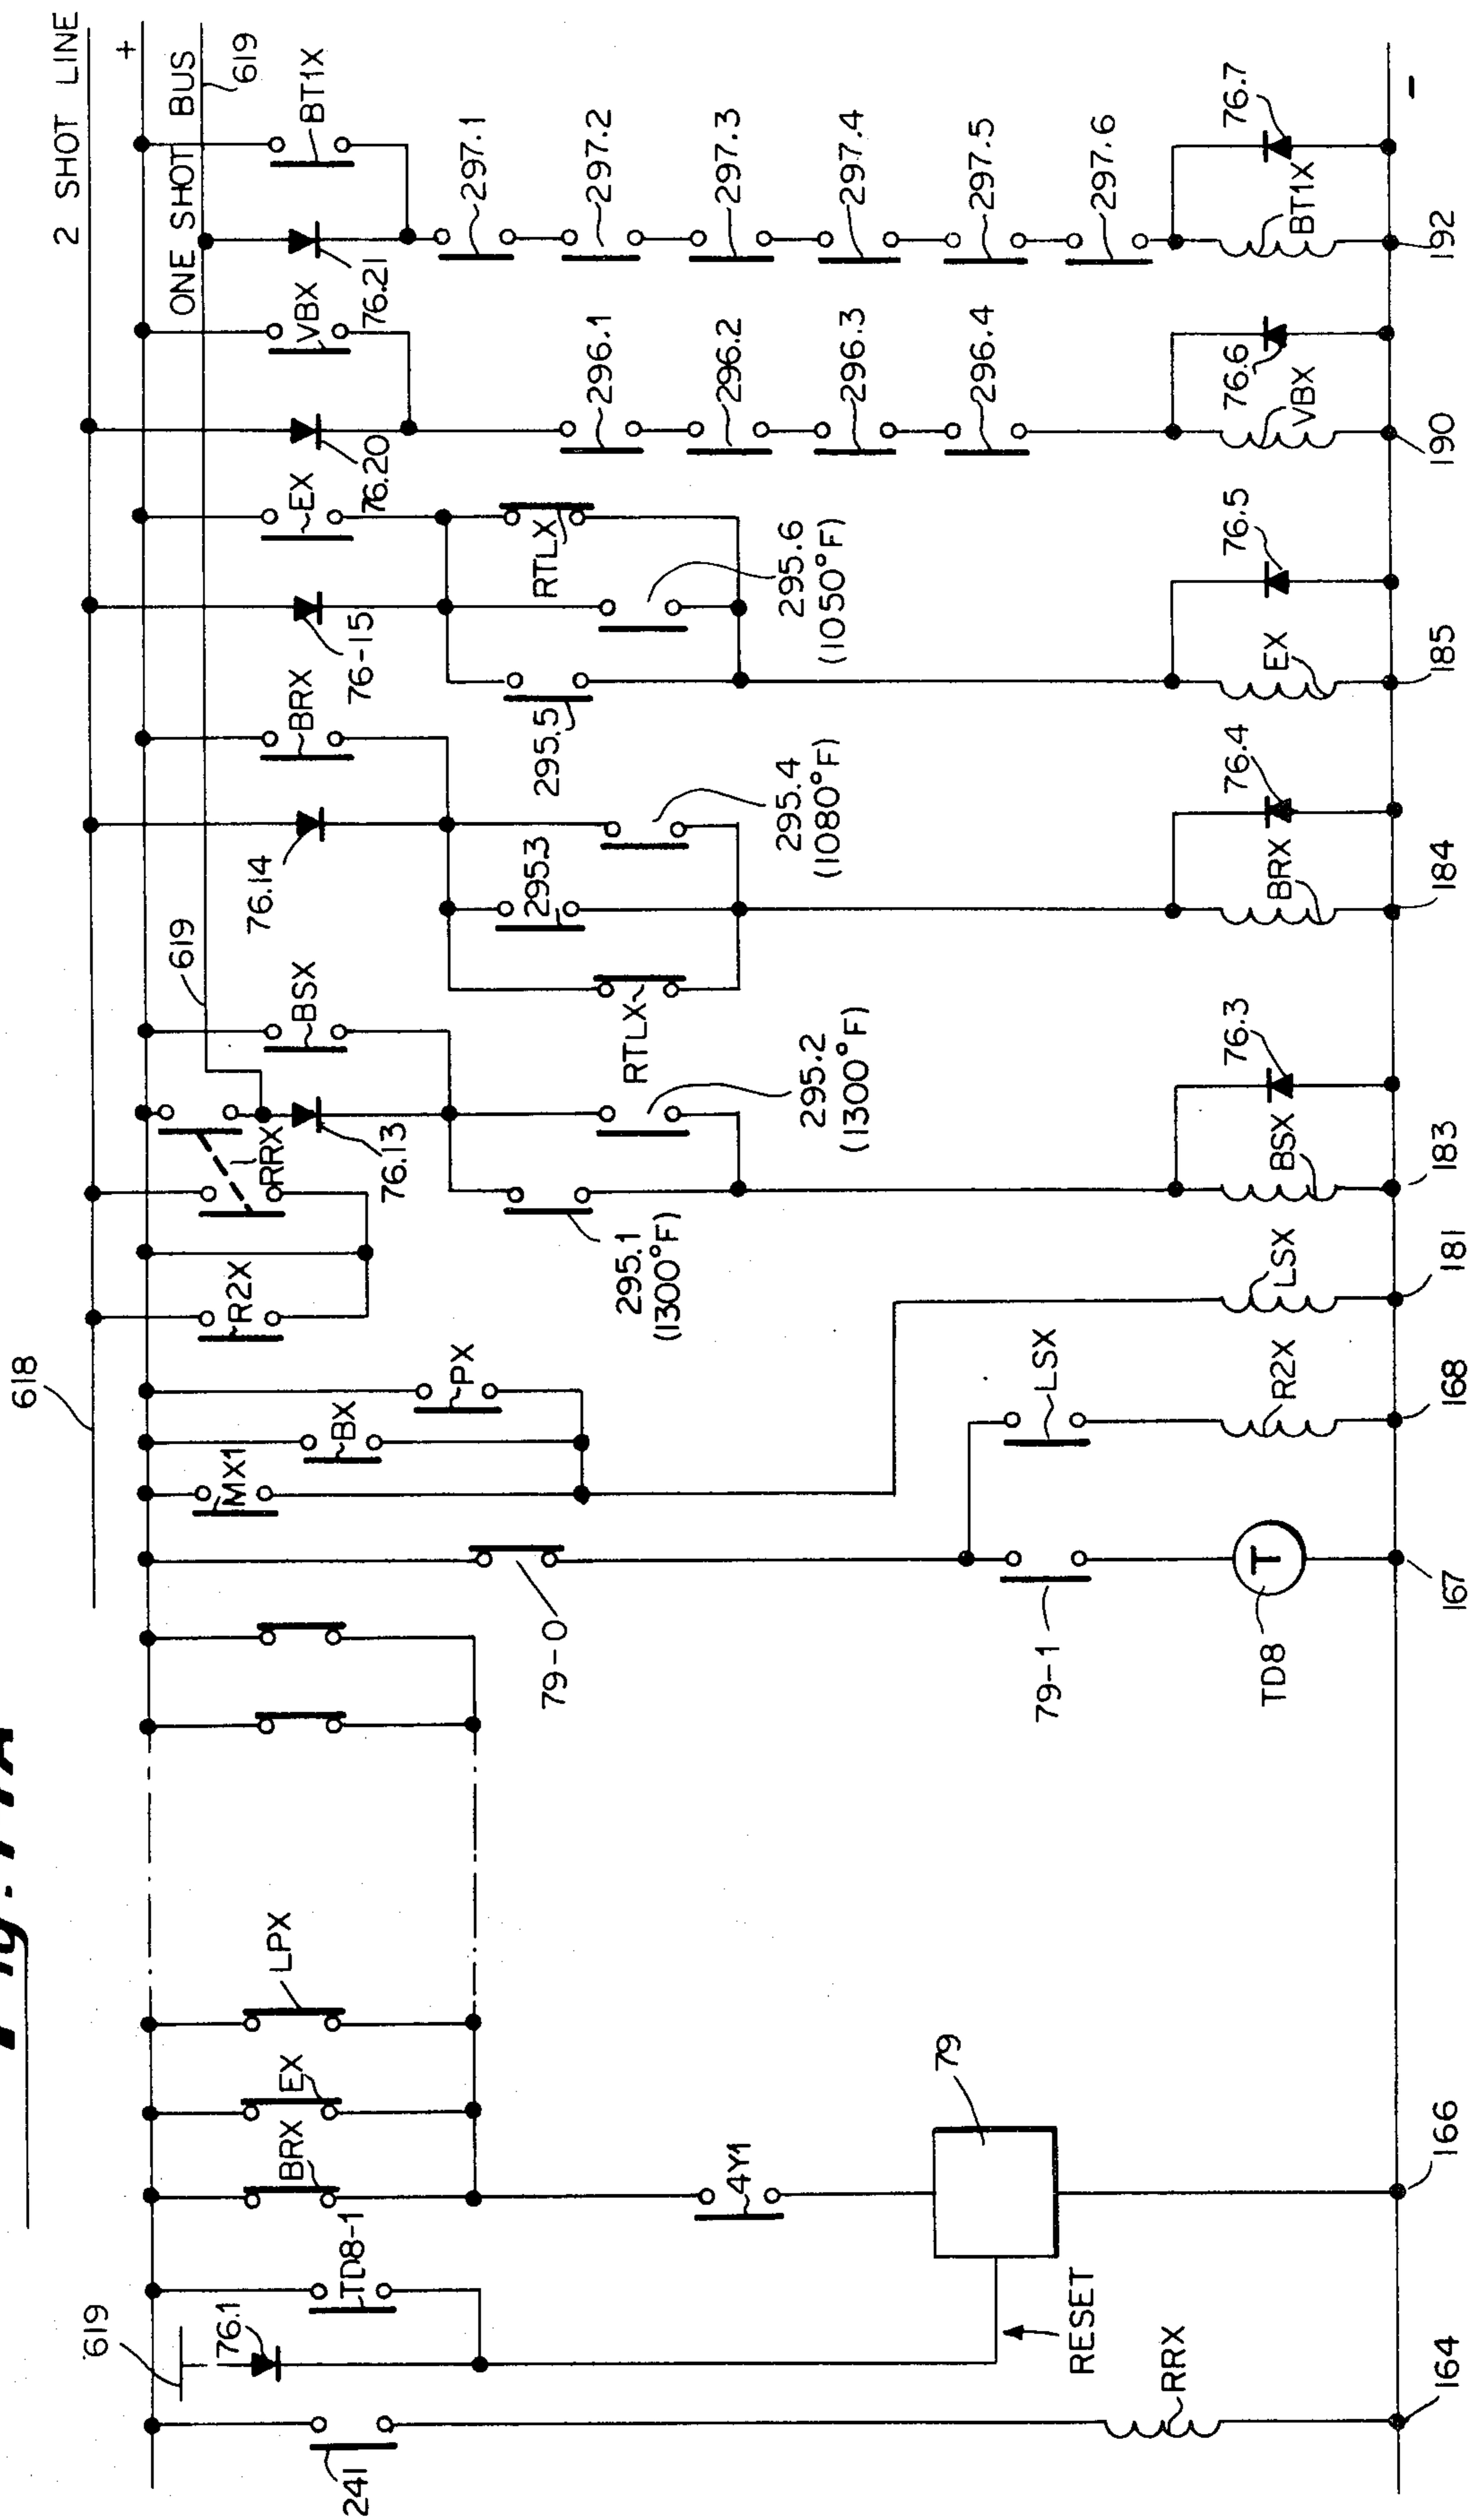 2 SHOT LINE
+
ONE SHOT BUS
619
BT1X
76.21
VBX
76.20
EX
76-15
BRX
76.14
619
BSX
RRX
76.13
R2X
618
PX
BX
MX1
297.1
297.2
297.3
297.4
297.5
297.6
296.1
296.2
296.3
296.4
RTLX
295.6
(1050°F)
295.5
295.4
(1080°F)
295.3
RTLX
295.2
(1300°F)
295.1
(1300°F)
76.7
BT1X
192
76.6
VBX
190
76.5
EX
185
76.4
BRX
184
76.3
BSX
183
LSX
181
LSX
R2X
168
79-0
79-1
TD8
T
167
LPX
EX
BRX
4Y1
79
166
TD8-1
76.1
619
RESET
RRX
164
241
-